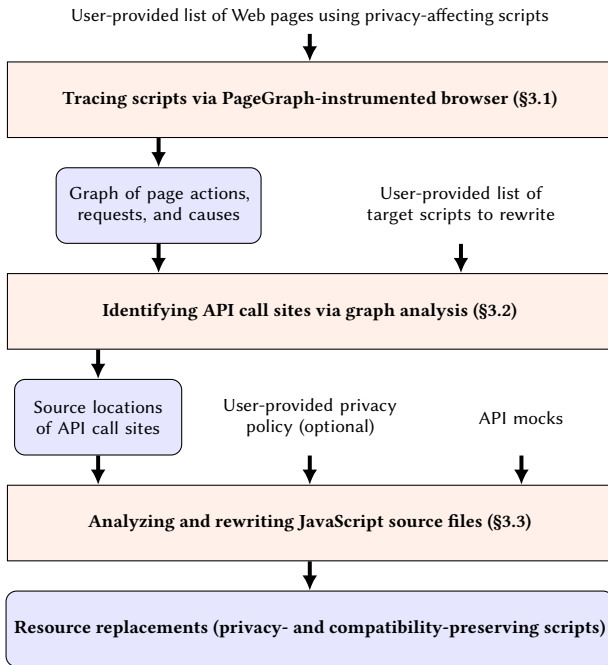 User-provided list of Web pages using privacy-affecting scripts
Tracing scripts via PageGraph-instrumented browser (§3.1)
Graph of page actions,
requests, and causes
User-provided list of
target scripts to rewrite
Identifying API call sites via graph analysis (§3.2)
Source locations
of API call sites
User-provided privacy
policy (optional)
API mocks
Analyzing and rewriting JavaScript source files (§3.3)
Resource replacements (privacy- and compatibility-preserving scripts)